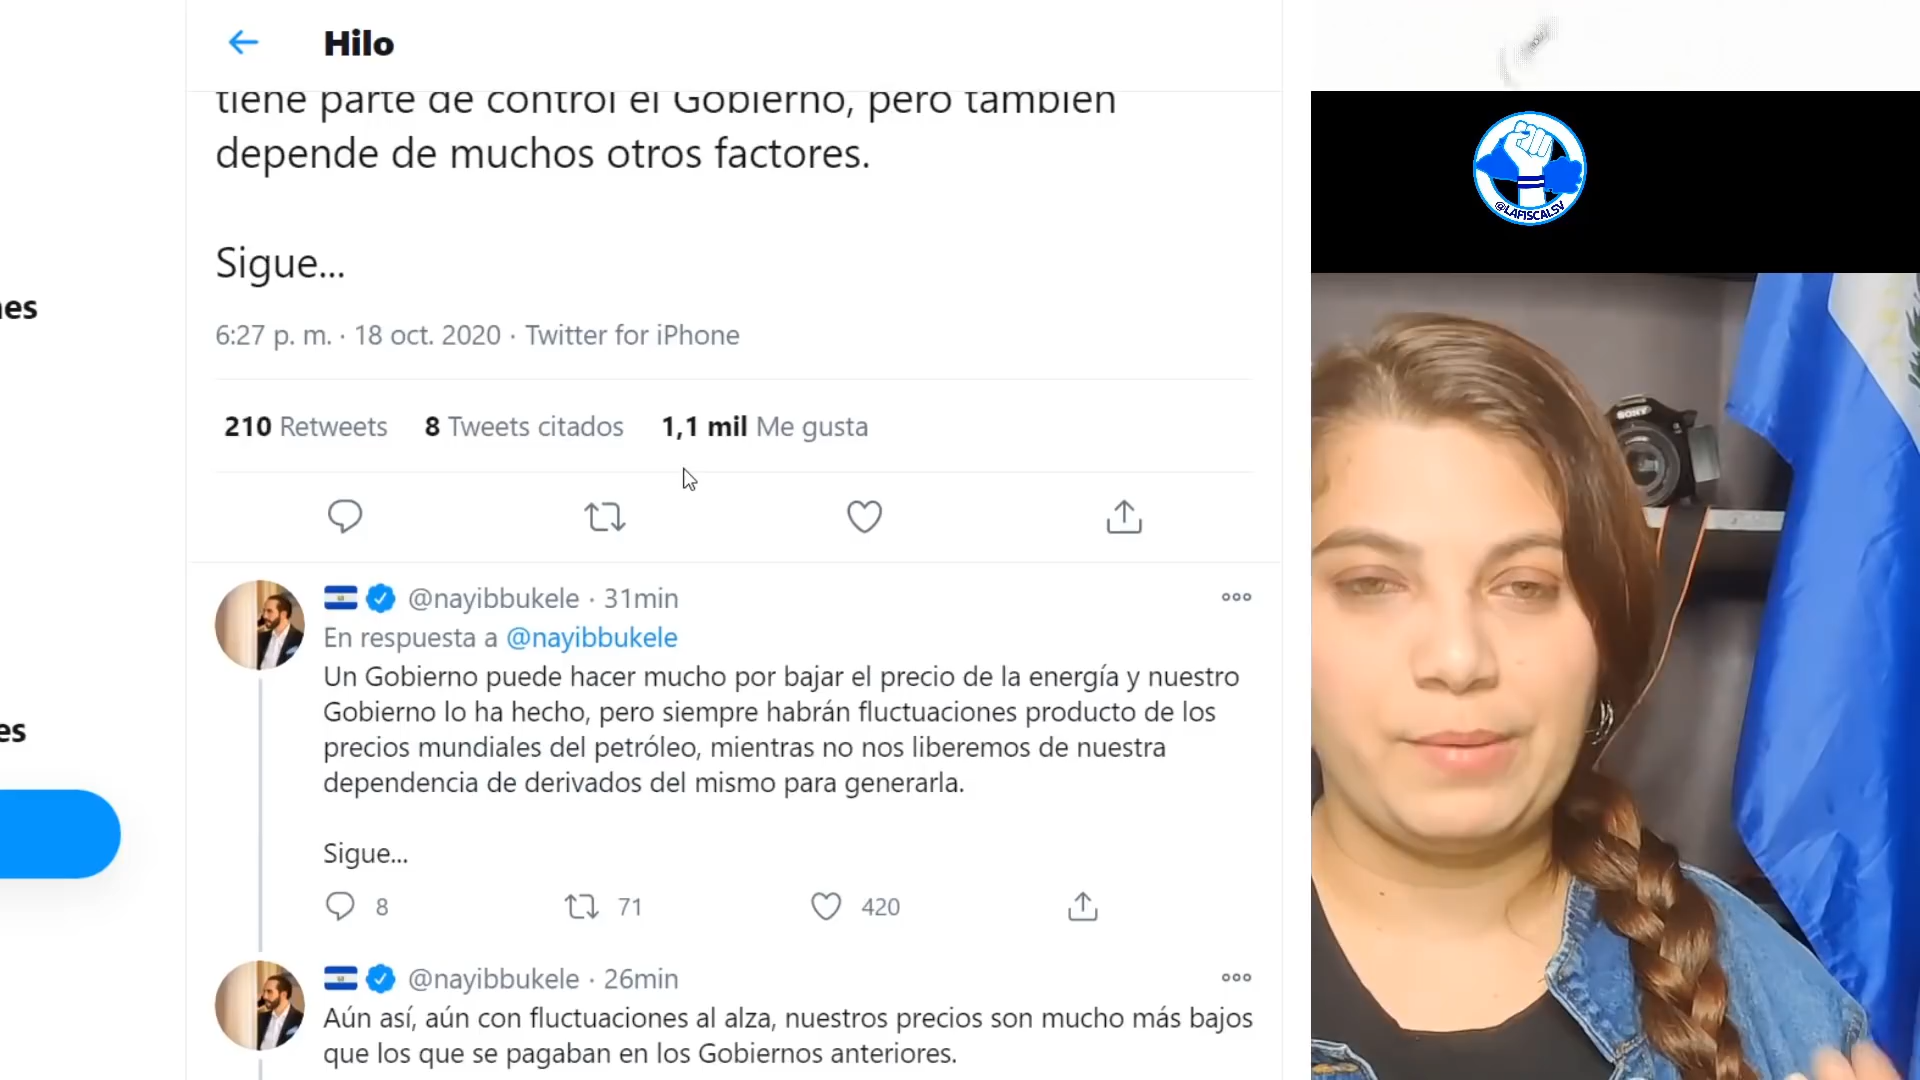 Hilo
tiene parte de control el Gobierno, pero también
depende de muchos otros factores.
Sigue...
6:27 p. m. · 18 oct. 2020 · Twitter for iPhone
210 Retweets 8 Tweets citados 1,1 mil Me gusta
@nayibbukele · 31min
En respuesta a @nayibbukele
Un Gobierno puede hacer mucho por bajar el precio de la energía y nuestro
Gobierno lo ha hecho, pero siempre habrán fluctuaciones producto de los
precios mundiales del petróleo, mientras no nos liberemos de nuestra
dependencia de derivados del mismo para generarla.
Sigue...
8 71 420
@nayibbukele · 26min
Aún así, aún con fluctuaciones al alza, nuestros precios son mucho más bajos
que los que se pagaban en los Gobiernos anteriores.
es
@LAFISCALSV
SONY